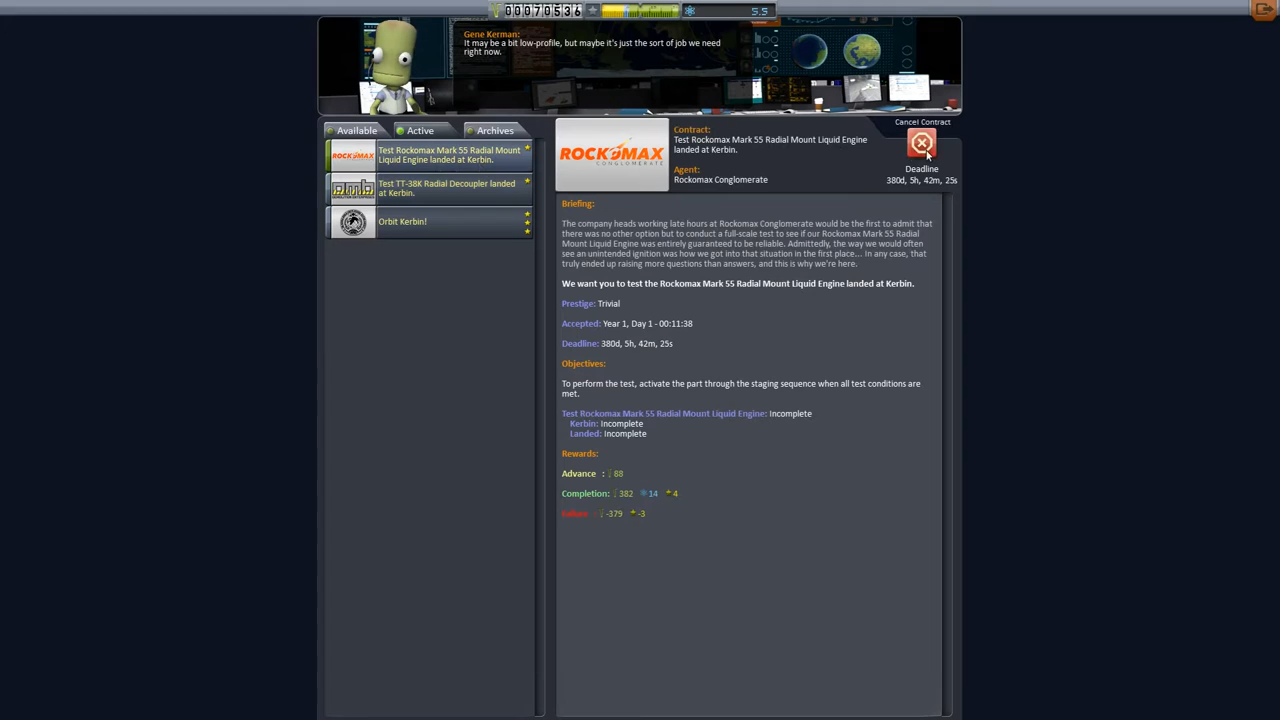 00070536
5.5
Gene Kerman:
It may be a bit low-profile, but maybe it's just the sort of job we need
right now.
Available
Active
Archives
ROCKOMAX
Test Rockomax Mark 55 Radial Mount
Liquid Engine landed at Kerbin.
Test TT-38K Radial Decoupler landed
at Kerbin.
Orbit Kerbin!
ROCKOMAX
CONGLOMERATE
Contract:
Test Rockomax Mark 55 Radial Mount Liquid Engine
landed at Kerbin.
Agent:
Rockomax Conglomerate
Cancel Contract
Deadline
380d, 5h, 42m, 25s
Briefing:
The company heads working late hours at Rockomax Conglomerate would be the first to admit that
there was no other option but to conduct a full-scale test to see if our Rockomax Mark 55 Radial
Mount Liquid Engine was entirely guaranteed to be reliable. Admittedly, the way we would often
see an unintended ignition was how we got into that situation in the first place... In any case, that
truly ended up raising more questions than answers, and this is why we're here.
We want you to test the Rockomax Mark 55 Radial Mount Liquid Engine landed at Kerbin.
Prestige: Trivial
Accepted: Year 1, Day 1 - 00:11:38
Deadline: 380d, 5h, 42m, 25s
Objectives:
To perform the test, activate the part through the staging sequence when all test conditions are
met.
Test Rockomax Mark 55 Radial Mount Liquid Engine: Incomplete
Kerbin: Incomplete
Landed: Incomplete
Rewards:
Advance : 88
Completion: 382 14 4
Failure: -379 -3